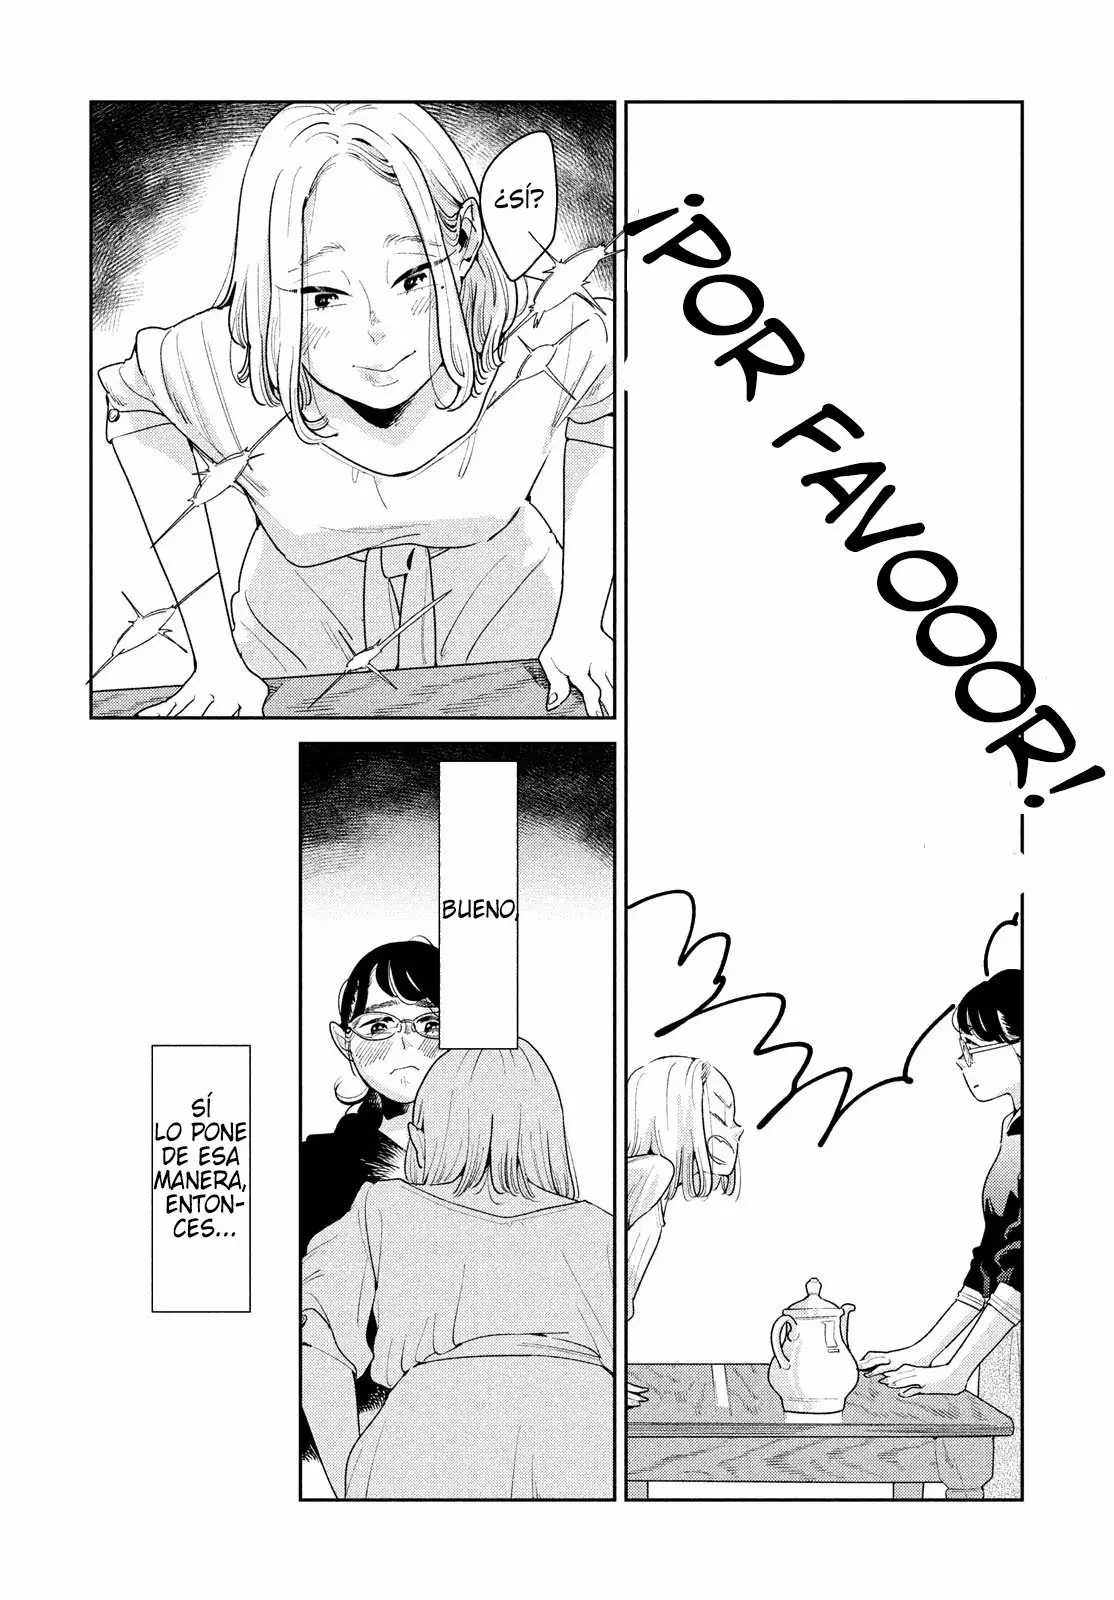 ¡POR FAVOOOR!
¿SÍ?
BUENO,
SÍ
LO PONE
DE ESA
MANERA,
ENTON-
CES...